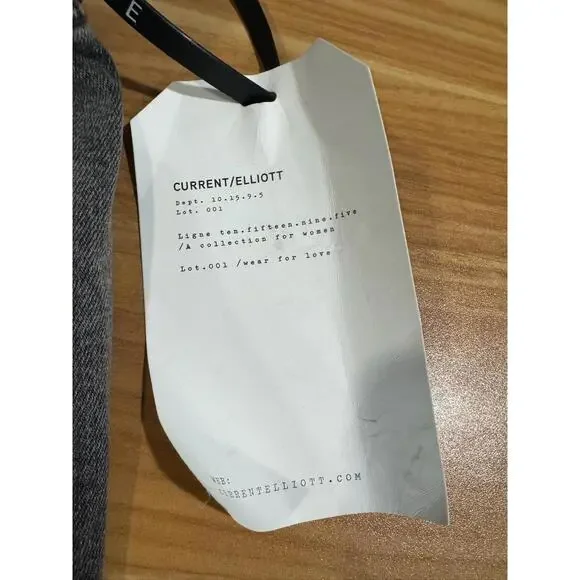 E
CURRENT/ELLIOTT
Dept. 10.15.9.5
Lot. 001
Ligne ten.fifteen.nine.five
/A collection for women
Lot.001 /wear for love
WEB:
CURRENTELLIOTT.COM